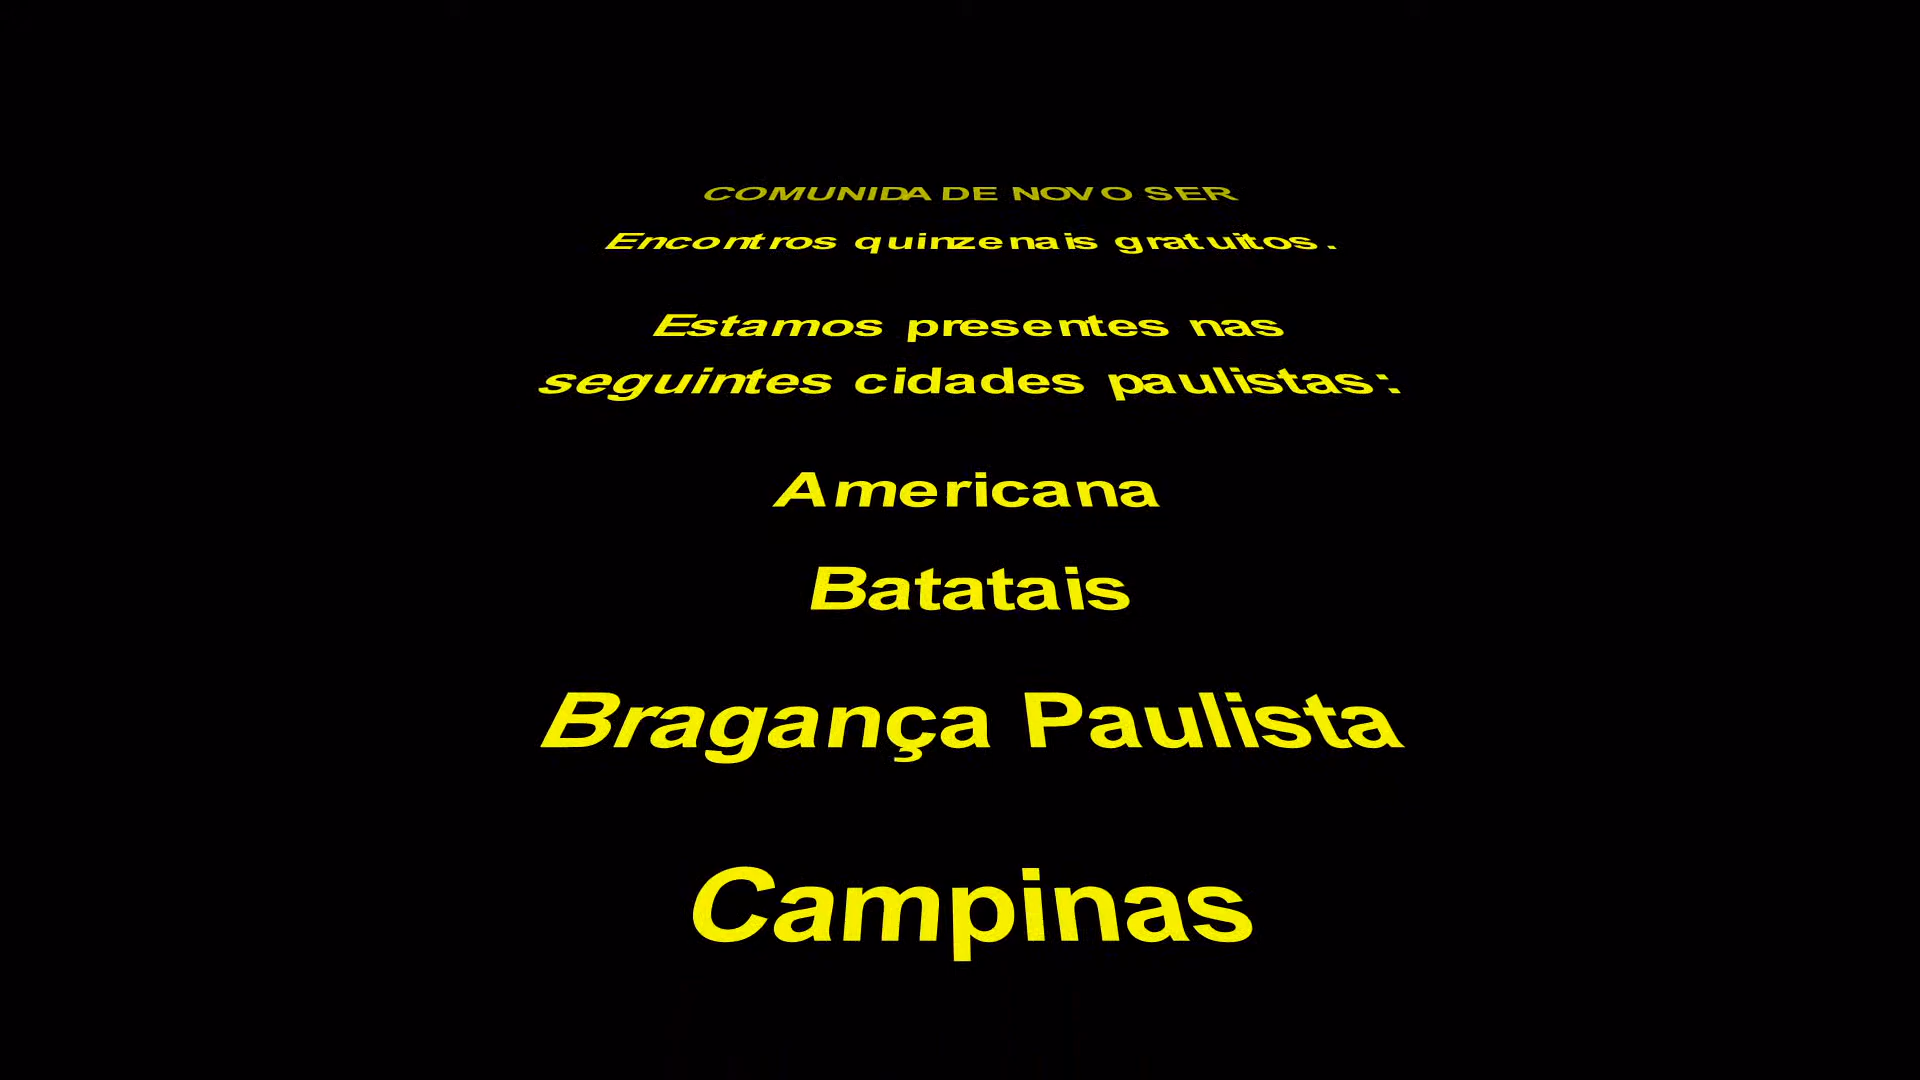 COMUNIDADE NOVO SER
Encontros quinzenais gratuitos.
Estamos presentes nas
seguintes cidades paulistas:
Americana
Batatais
Bragança Paulista
Campinas